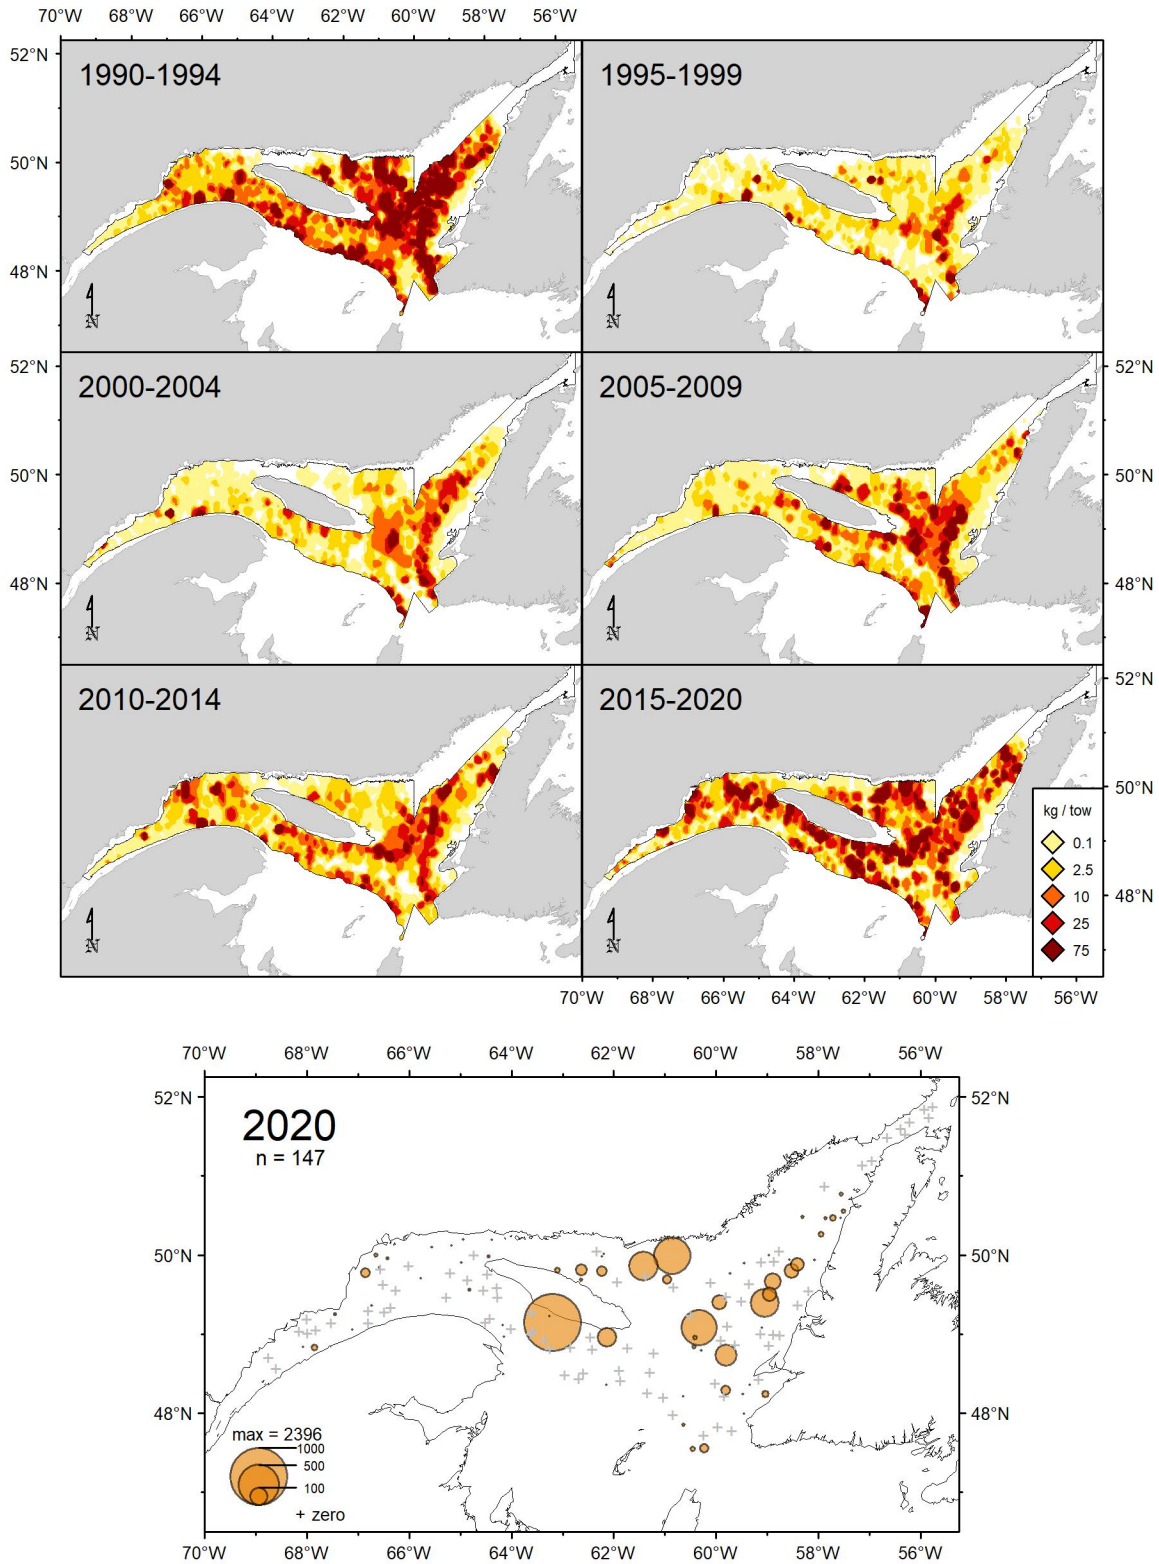 70°W 68°W 66°W 64°W 62°W 60°W 58°W 56°W
52°N
1990-1994
1995-1999
50°N
48°N
N
N
52°N
2000-2004
2005-2009
52°N
50°N
50°N
48°N
48°N
N
N
2010-2014
2015-2020
52°N
50°N
kg / tow
0.1
2.5
10
25
75
48°N
N
N
70°W 68°W 66°W 64°W 62°W 60°W 58°W 56°W
70°W 68°W 66°W 64°W 62°W 60°W 58°W 56°W
52°N
52°N
2020
n = 147
50°N
50°N
48°N
48°N
max = 2396
1000
500
100
+ zero
70°W 68°W 66°W 64°W 62°W 60°W 58°W 56°W